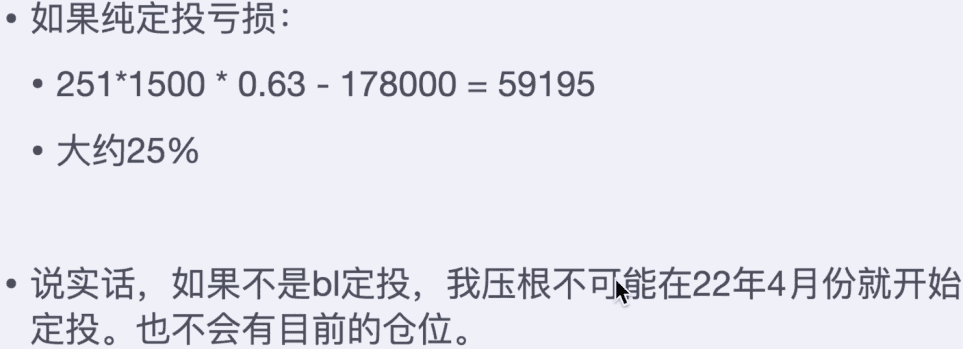 • 如果纯定投亏损：
• 251*1500 * 0.63 - 178000 = 59195
• 大约25%
• 说实话，如果不是bl定投，我压根不可能在22年4月份就开始
定投。也不会有目前的仓位。